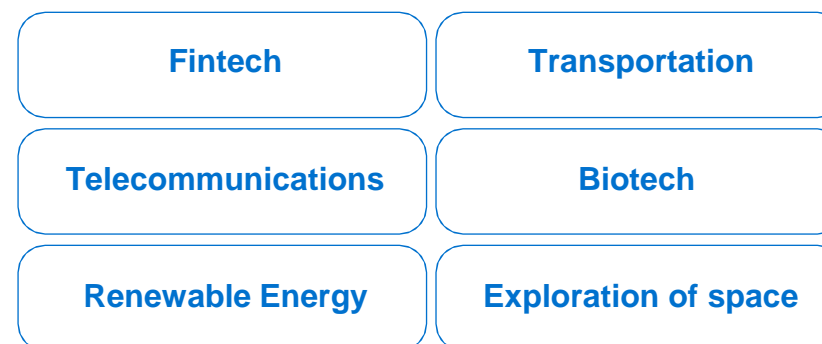 Fintech
Transportation
Telecommunications
Biotech
Renewable Energy
Exploration of space